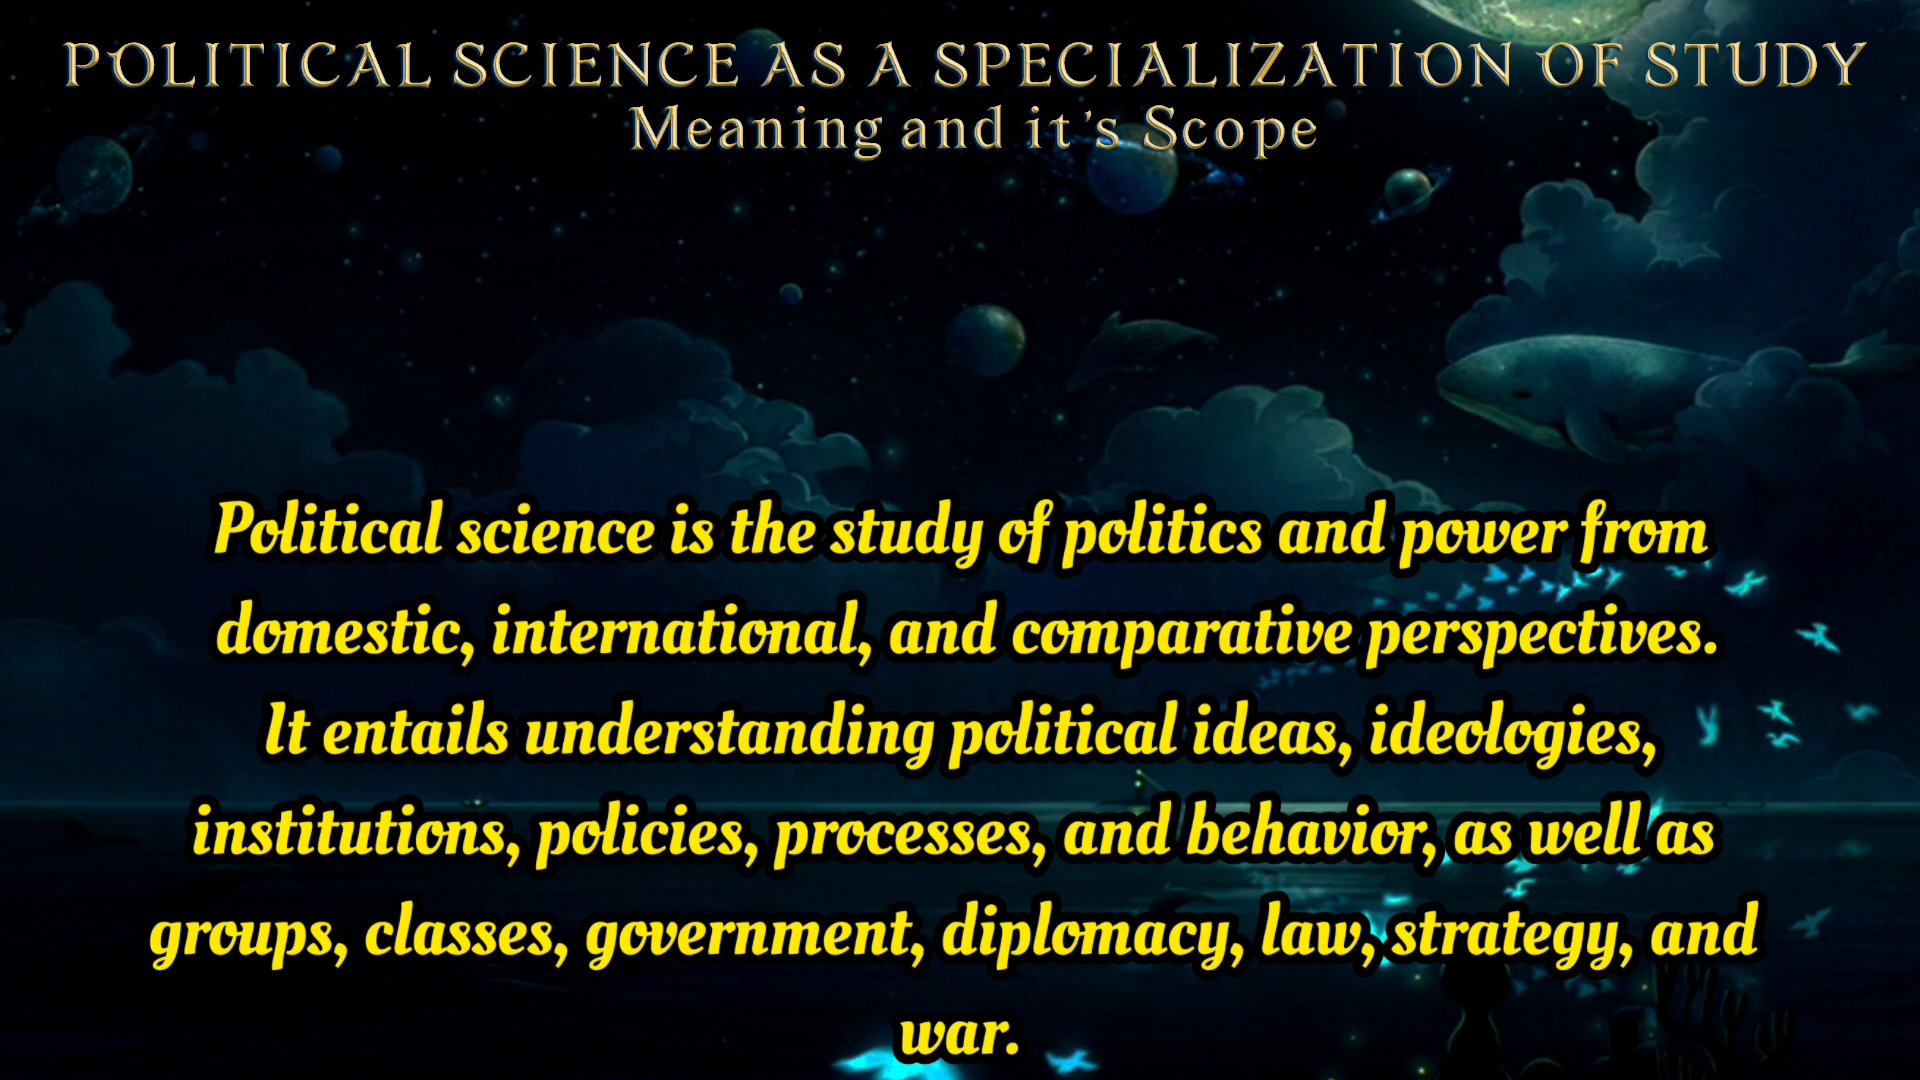 POLITICAL SCIENCE AS A SPECIALIZATION OF STUDY
Meaning and it's Scope
Political science is the study of politics and power from
domestic, international, and comparative perspectives.
It entails understanding political ideas, ideologies,
institutions, policies, processes, and behavior, as well as
groups, classes, government, diplomacy, law, strategy, and
war.